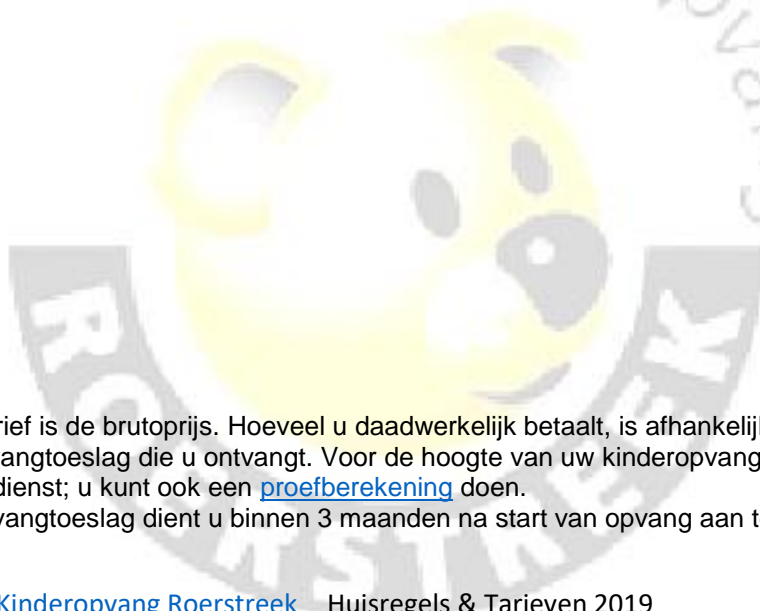 rief is de brutoprijs. Hoeveel u daadwerkelijk betaalt, is afhankelijk
vangtoeslag die u ontvangt. Voor de hoogte van uw kinderopvang
dienst; u kunt ook een proefberekening doen.
vangtoeslag dient u binnen 3 maanden na start van opvang aan t
ROERSTREEK
Kinderopvang Roerstreek Huisregels & Tarieven 2019